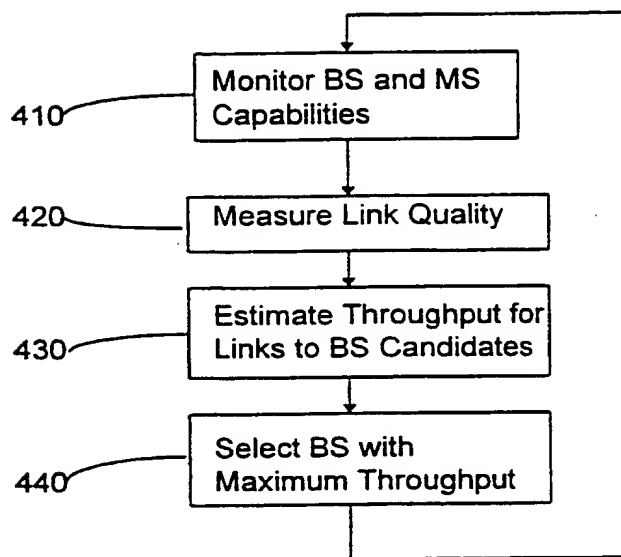 410
Monitor BS and MS
Capabilities
420
Measure Link Quality
430
Estimate Throughput for
Links to BS Candidates
440
Select BS with
Maximum Throughput